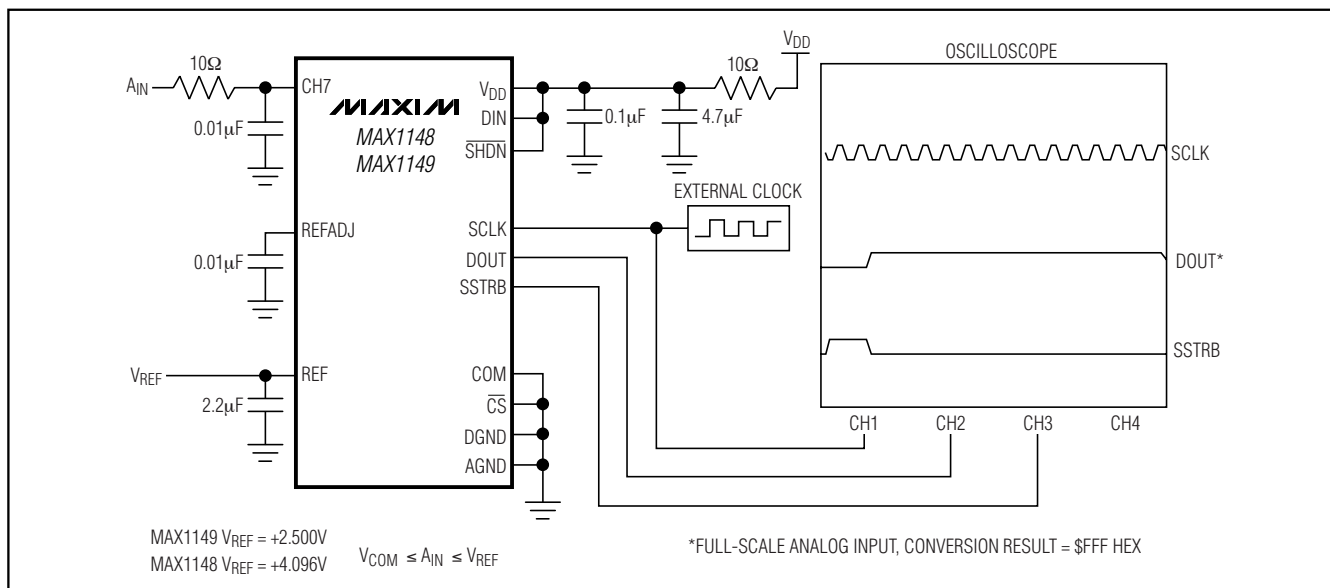 V_DD
OSCILLOSCOPE
10Ω
10Ω
A_IN
CH7
V_DD
MAXIM
DIN
0.1µF
4.7µF
0.01µF
MAX1148
SHDN
MAX1149
SCLK
EXTERNAL CLOCK
REFADJ
SCLK
DOUT
DOUT*
0.01µF
SSTRB
SSTRB
V_REF
REF
COM
2.2µF
CS
CH1 CH2 CH3 CH4
DGND
AGND
MAX1149 V_REF = +2.500V
MAX1148 V_REF = +4.096V
V_COM ≤ A_IN ≤ V_REF
*FULL-SCALE ANALOG INPUT, CONVERSION RESULT = $FFF HEX